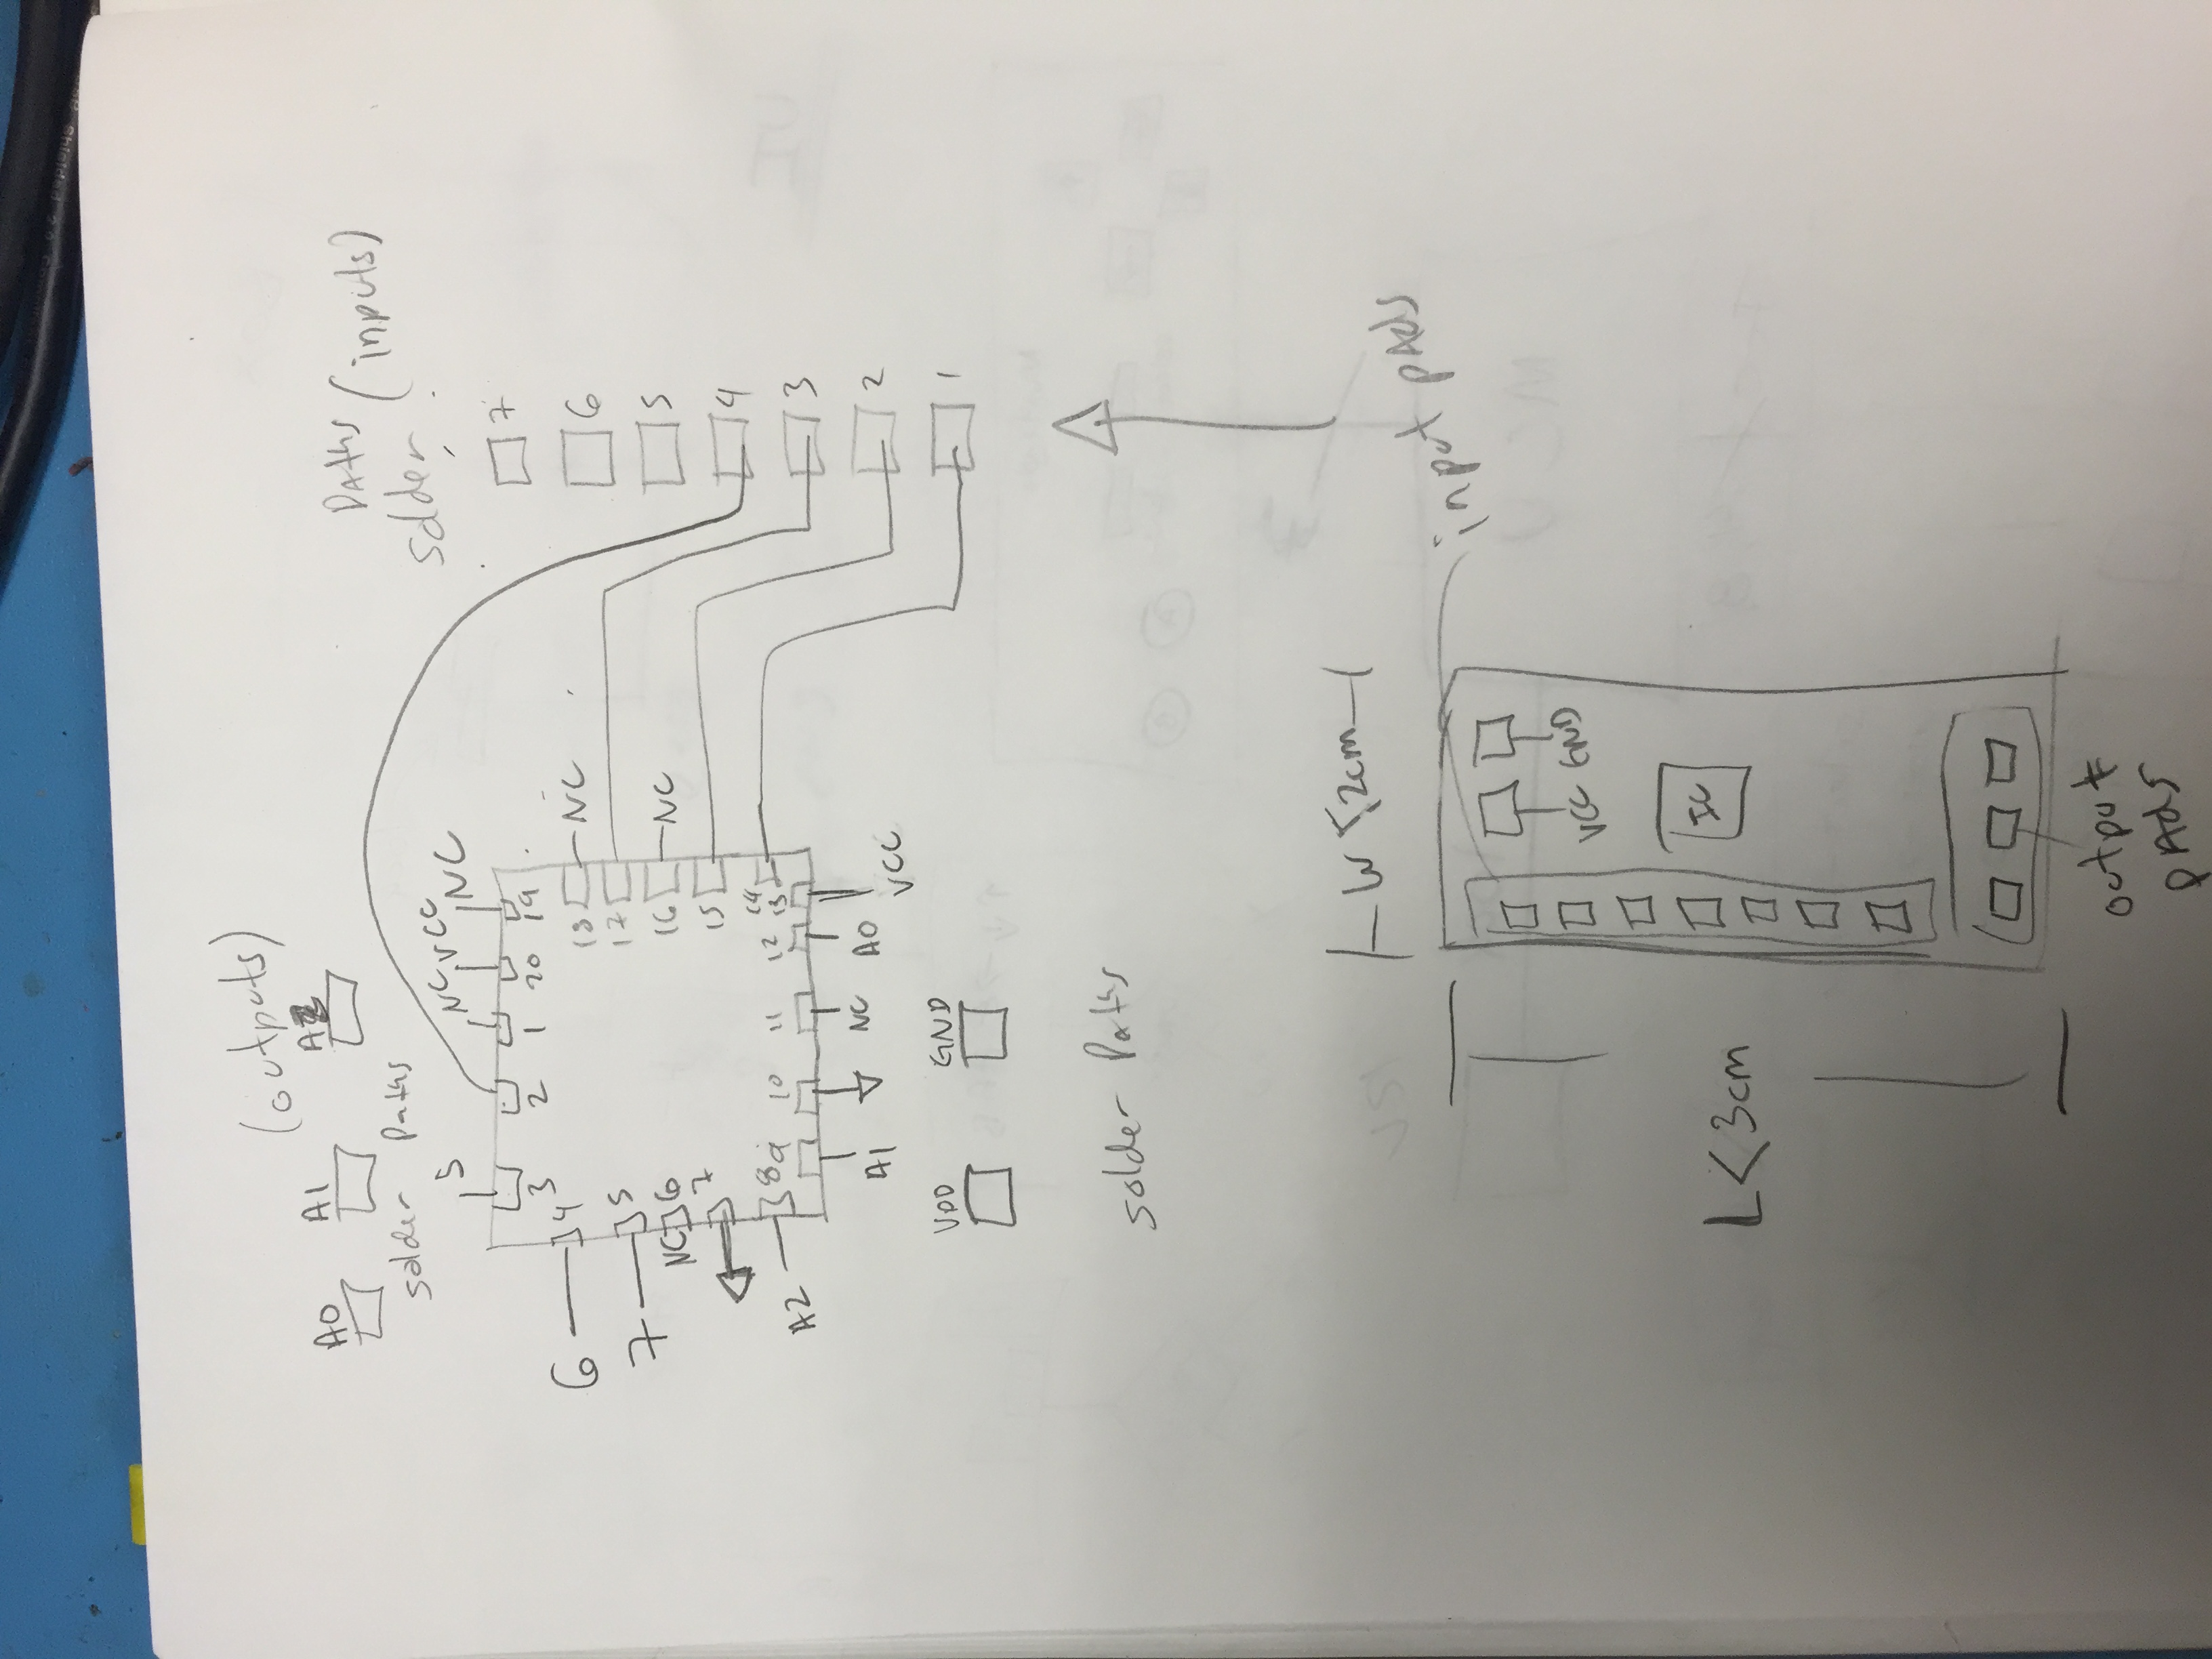 (outputs)
A0 A1 A2
solder Paths
Paths (inputs)
solder
5 NC VCC NC
3 2 1 20 19
6 4
7 5
NC 6
7
A2 8
9 10 11 12 13
A1 NC A0 VCC
18 NC
17
16 NC
15
14
7
6
5
4
3
2
1
VDD GND
solder Paths
W < 2cm
input pAds
VCC GND
IC
L < 3cm
output
pAds